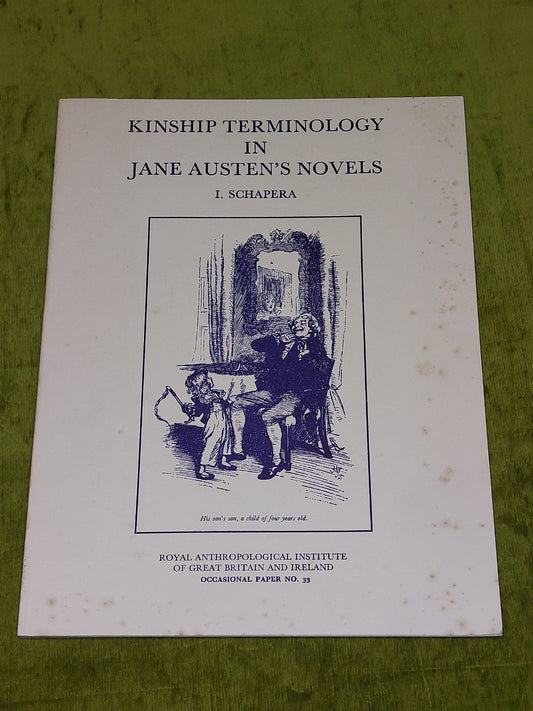 KINSHIP TERMINOLOGY
IN
JANE AUSTEN'S NOVELS
I. SCHAPERA
His son's son, a child of four years old.
ROYAL ANTHROPOLOGICAL INSTITUTE
OF GREAT BRITAIN AND IRELAND
OCCASIONAL PAPER NO. 33